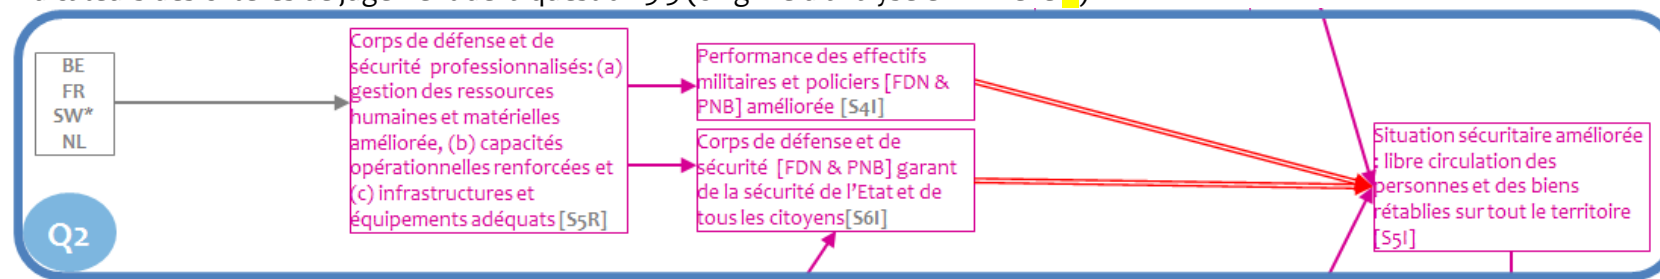 BE
FR
SW*
NL
Corps de défense et de
sécurité professionnalisés: (a)
gestion des ressources
humaines et matérielles
améliorée, (b) capacités
opérationnelles renforcées et
(c) infrastructures et
équipements adéquats [S5R]
Performance des effectifs
militaires et policiers [FDN &
PNB] améliorée [S4I]
Corps de défense et de
sécurité [FDN & PNB] garant
de la sécurité de l'Etat et de
tous les citoyens[S6I]
Situation sécuritaire améliorée
: libre circulation des
personnes et des biens
rétablies sur tout le territoire
[S5I]
Q2